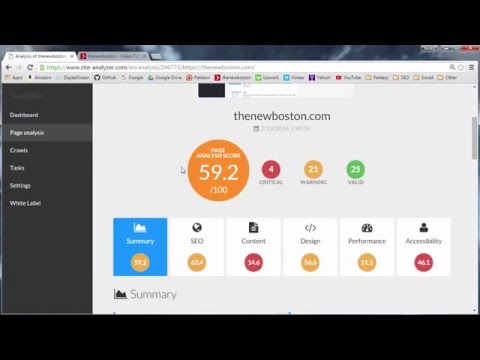 Analysis of thenewboston
thenewboston - Video Tut
www.site-analyzer.com/en/analysis/246773/https://thenewboston.com/
Apps Amazon DigitalOcean GitHub Google Google Drive Patreon thenewboston Vimeo Yahoo! YouTube Fantasy SEO Other bookmarks
Navigation
Dashboard
Page analysis
Crawls
Tasks
Settings
White Label
thenewboston.com
2/13/2016, 2:49:34
PAGE
ANALYSIS SCORE
59.2
/100
4
CRITICAL
21
WARNING
25
VALID
Summary
59.2
SEO
63.4
Content
14.6
Design
56.6
Performance
51.1
Accessibility
46.1
Summary